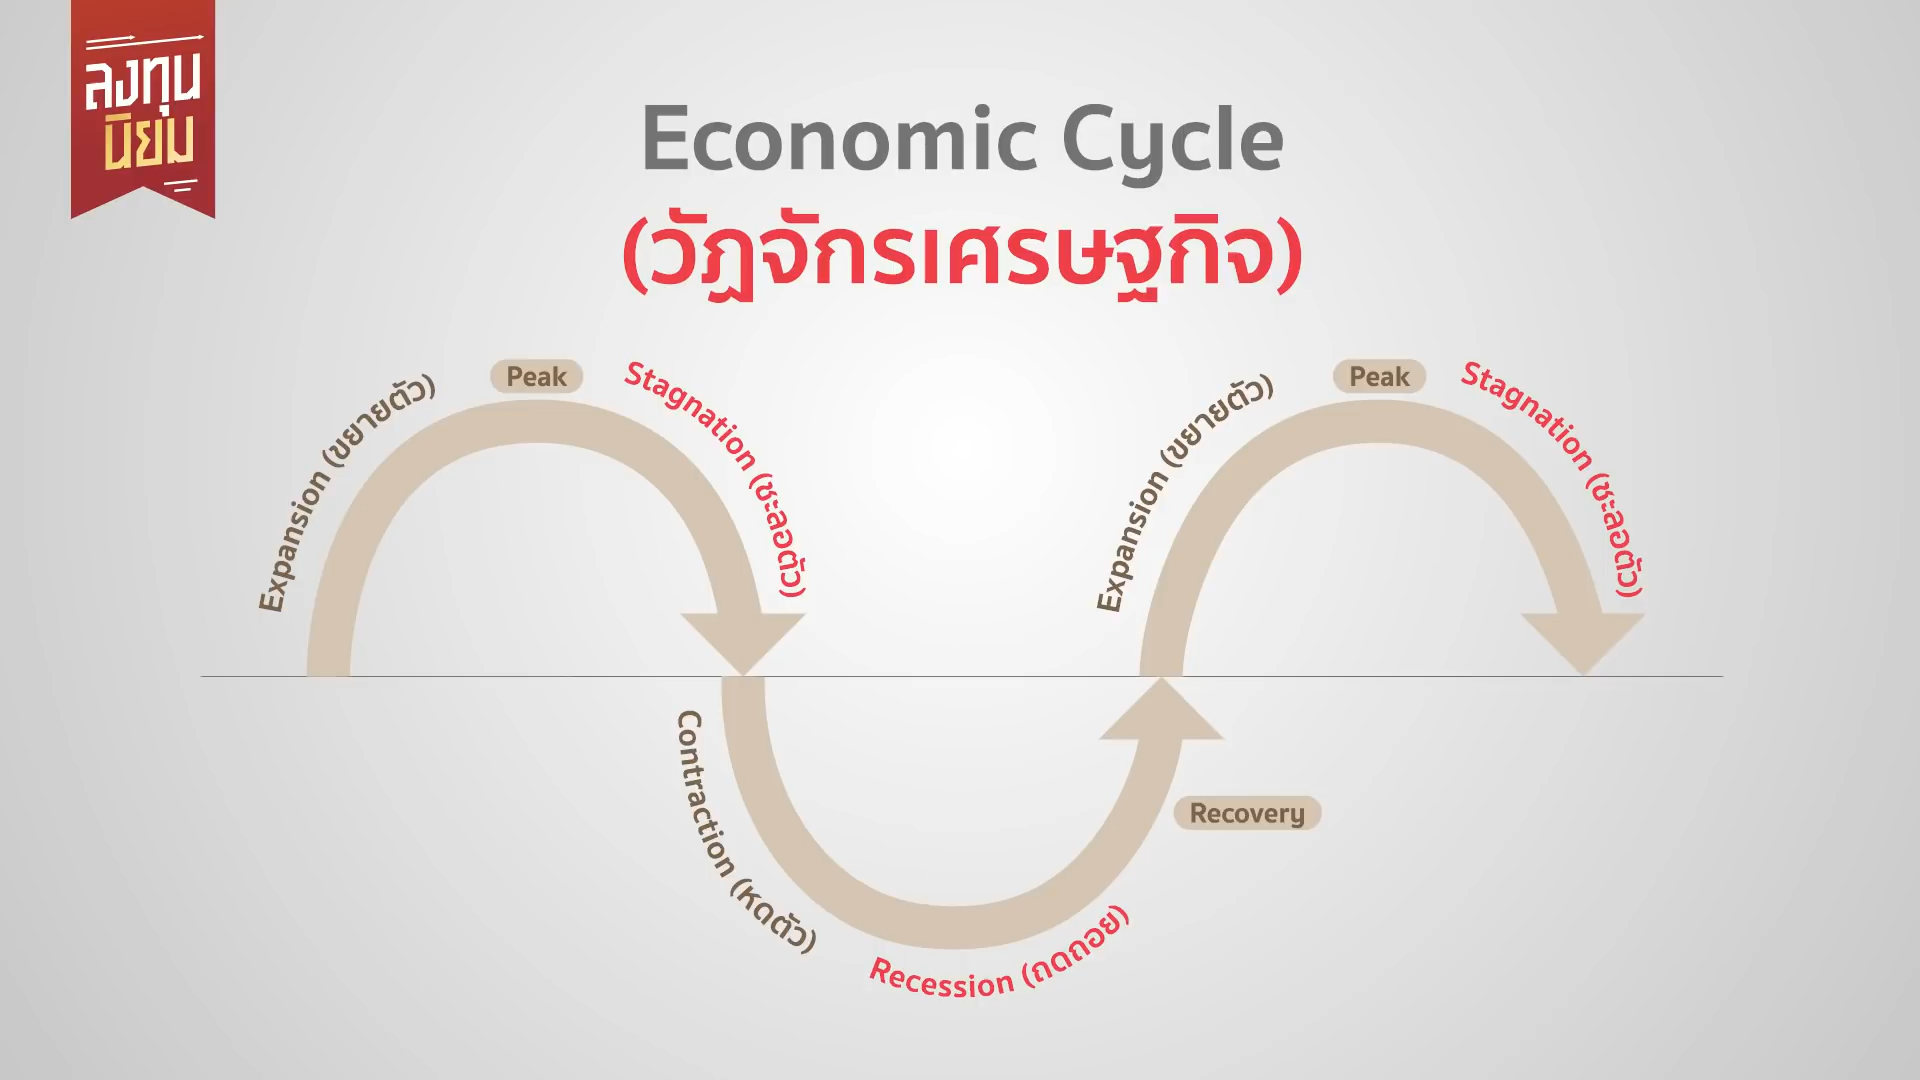 ลงทุน
นิยม
Economic Cycle
(วัฏจักรเศรษฐกิจ)
Expansion (ขยายตัว)
Peak
Stagnation (ชะลอตัว)
Expansion (ขยายตัว)
Peak
Stagnation (ชะลอตัว)
Contraction (หดตัว)
Recession (ถดถอย)
Recovery